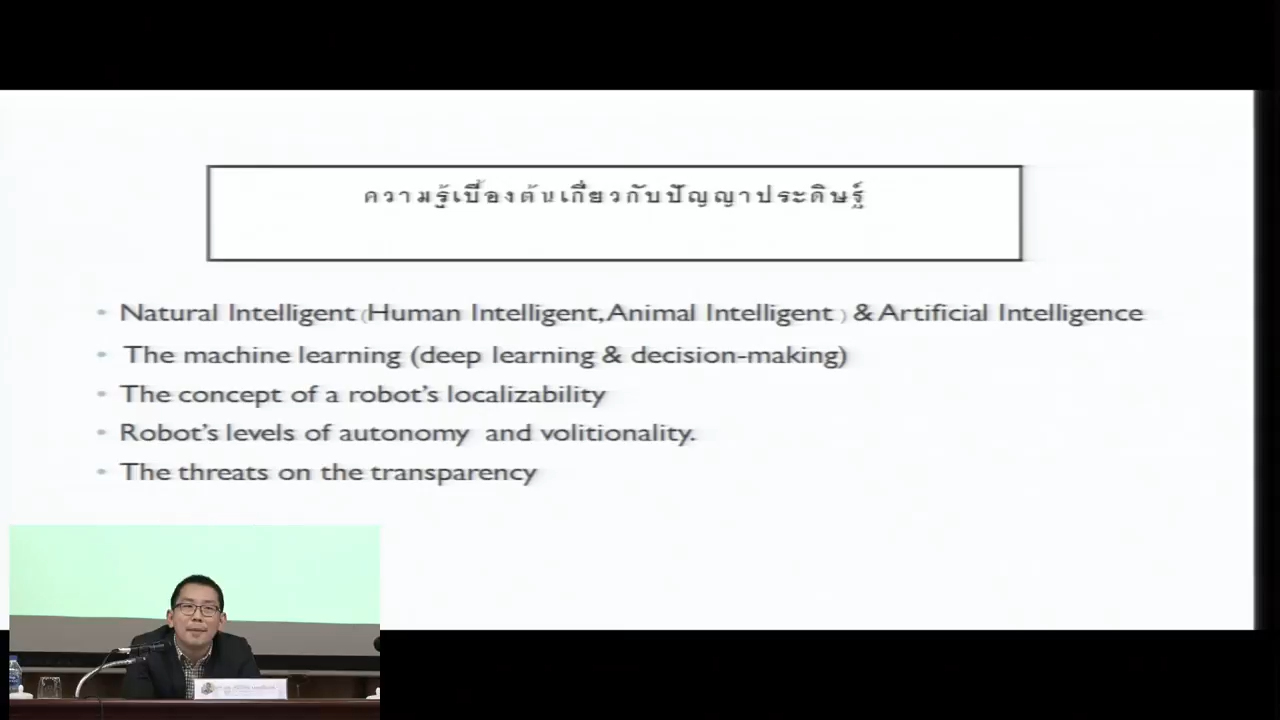 ความรู้เบื้องต้นเกี่ยวกับปัญญาประดิษฐ์
• Natural Intelligent (Human Intelligent, Animal Intelligent ) & Artificial Intelligence
• The machine learning (deep learning & decision-making)
• The concept of a robot's localizability
• Robot's levels of autonomy and volitionality.
• The threats on the transparency